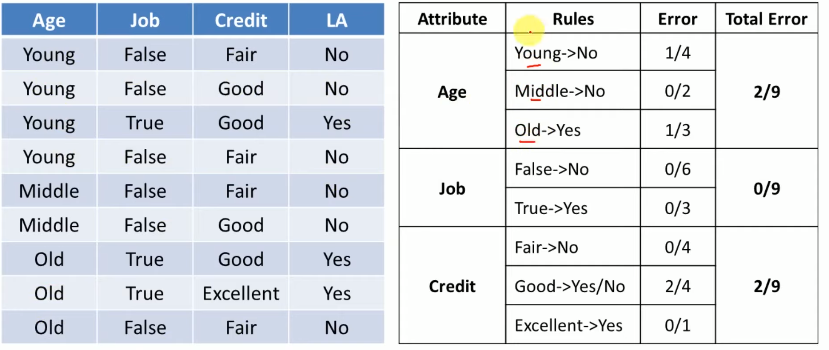 Age Job Credit LA
Young False Fair No
Young False Good No
Young True Good Yes
Young False Fair No
Middle False Fair No
Middle False Good No
Old True Good Yes
Old True Excellent Yes
Old False Fair No
Attribute Rules Error Total Error
Age
Young->No 1/4
Middle->No 0/2
Old->Yes 1/3
2/9
Job
False->No 0/6
True->Yes 0/3
0/9
Credit
Fair->No 0/4
Good->Yes/No 2/4
Excellent->Yes 0/1
2/9